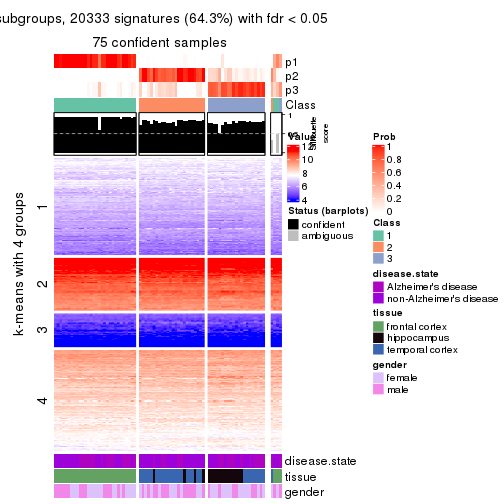 subgroups, 20333 signatures (64.3%) with fdr < 0.05
75 confident samples
p1
p2
p3
Class
1
Silhouette
score
k-means with 4 groups
1
2
3
4
Value
12
10
8
6
4
Status (barplots)
confident
ambiguous
Prob
1
0.8
0.6
0.4
0.2
0
Class
1
2
3
disease.state
Alzheimer's disease
non-Alzheimer's disease
tissue
frontal cortex
hippocampus
temporal cortex
gender
female
male
disease.state
tissue
gender